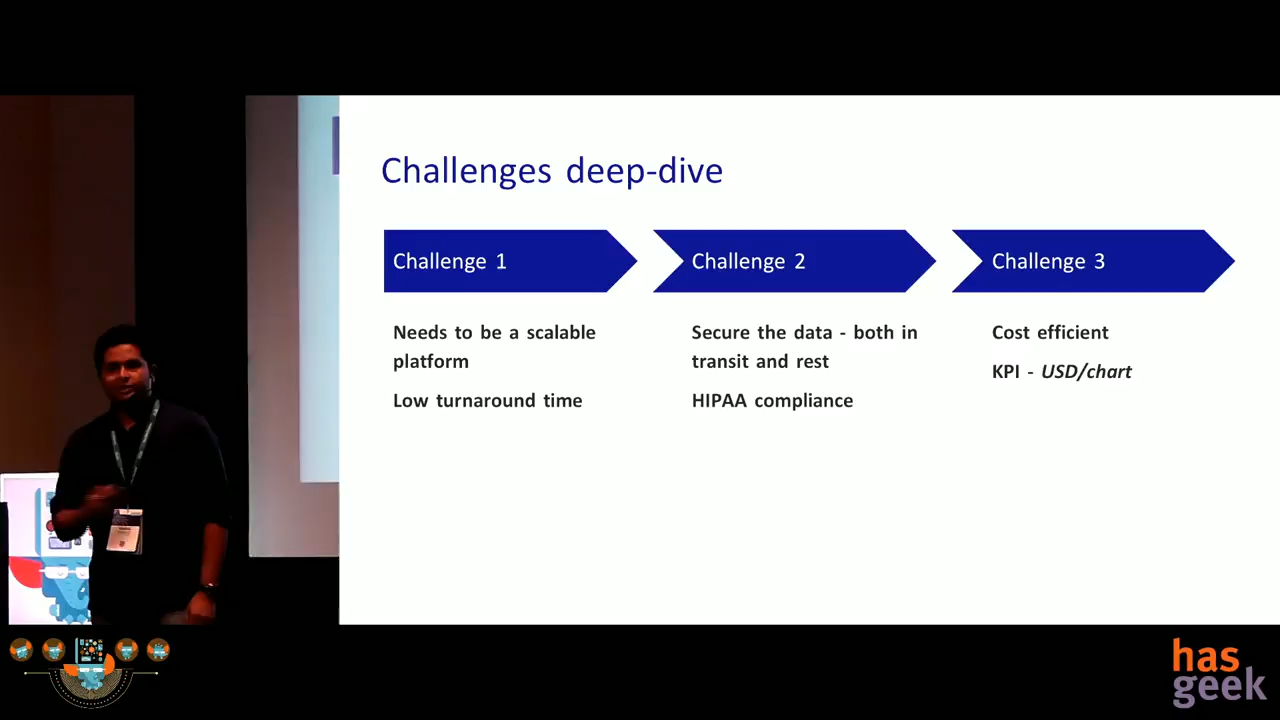 Challenges deep-dive
Challenge 1
Needs to be a scalable
platform
Low turnaround time
Challenge 2
Secure the data - both in
transit and rest
HIPAA compliance
Challenge 3
Cost efficient
KPI - USD/chart
has
geek